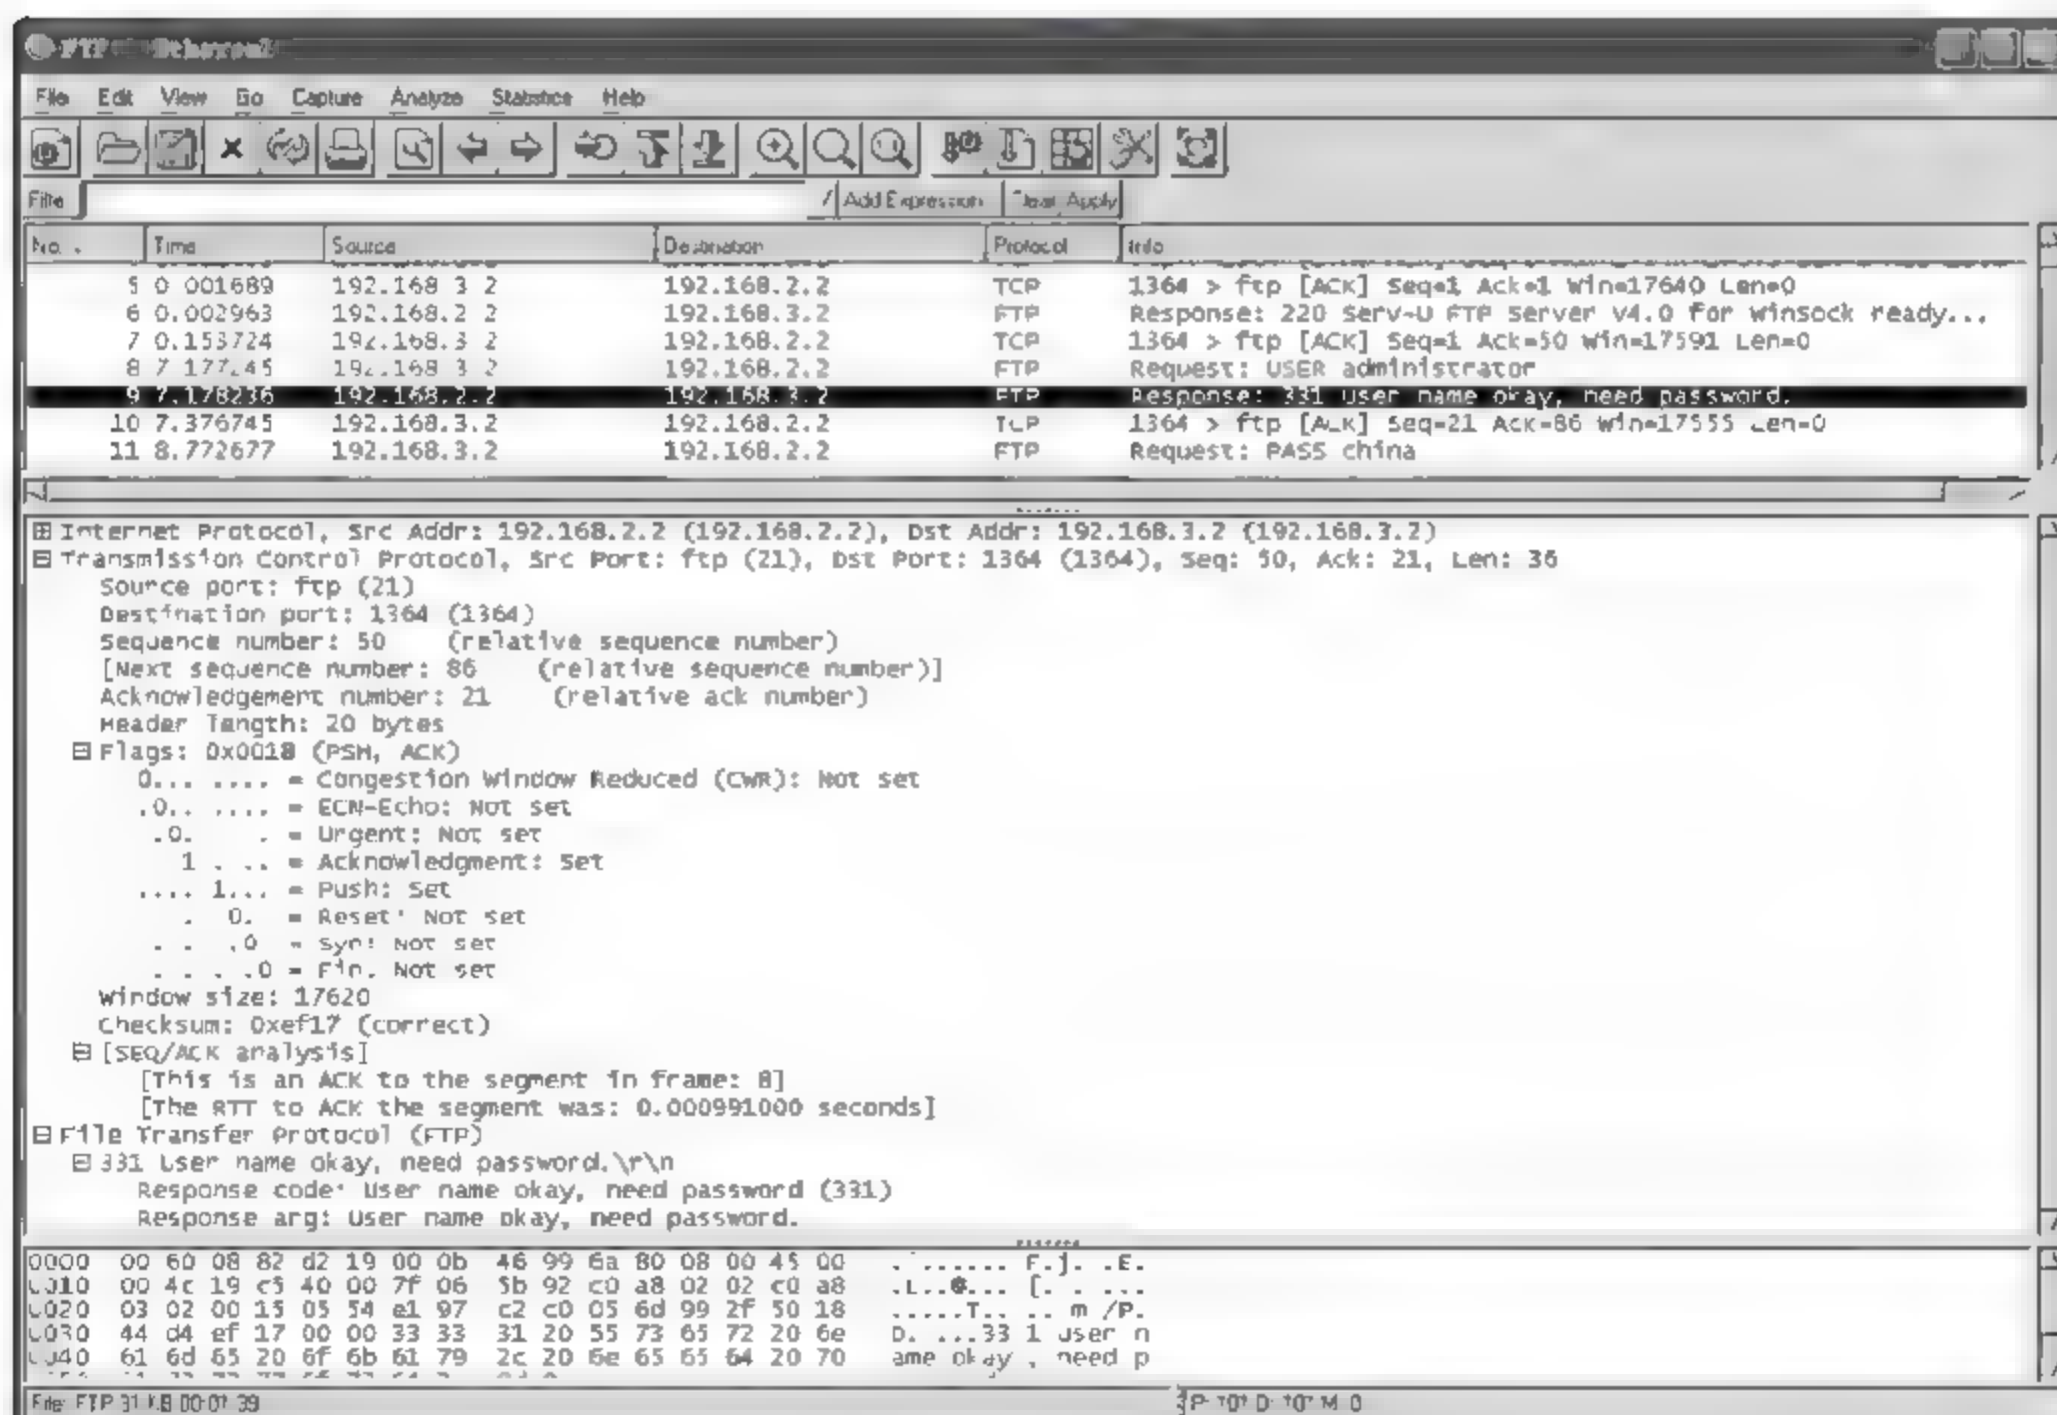 FTP Ethereal
File Edit View Go Capture Analyze Statistics Help
Filter / Add Expression Clear Apply
No. . Time Source Destination Protocol Info
5 0 001689 192.168 3 2 192.168.2.2 TCP 1364 > ftp [ACK] Seq=1 Ack=1 Win=17640 Len=0
6 0.002963 192.168.2 2 192.168.3.2 FTP Response: 220 Serv-U FTP Server v4.0 for WinSock ready...
7 0.153724 192.168.3 2 192.168.2.2 TCP 1364 > ftp [ACK] Seq=1 Ack=50 Win=17591 Len=0
8 7 177245 192.168 3 2 192.168.2.2 FTP Request: USER administrator
9 7.178236 192.168.2.2 192.168.3.2 FTP Response: 331 User name okay, need password.
10 7.376745 192.168.3.2 192.168.2.2 TCP 1364 > ftp [ACK] Seq=21 Ack=86 Win=17555 Len=0
11 8.772677 192.168.3.2 192.168.2.2 FTP Request: PASS china
Internet Protocol, Src Addr: 192.168.2.2 (192.168.2.2), Dst Addr: 192.168.3.2 (192.168.3.2)
Transmission Control Protocol, Src Port: ftp (21), Dst Port: 1364 (1364), Seq: 50, Ack: 21, Len: 36
Source port: ftp (21)
Destination port: 1364 (1364)
Sequence number: 50 (relative sequence number)
[Next sequence number: 86 (relative sequence number)]
Acknowledgement number: 21 (relative ack number)
Header length: 20 bytes
Flags: 0x0018 (PSH, ACK)
0... .... = Congestion Window Reduced (CWR): Not set
.0.. .... = ECN-Echo: Not set
.0. . = Urgent: Not set
1 . .. = Acknowledgment: Set
.... 1... = Push: Set
. 0. = Reset: Not set
. . .0 = Syn: Not set
. . . .0 = Fin. Not set
Window size: 17620
Checksum: 0xef17 (correct)
[SEQ/ACK analysis]
[This is an ACK to the segment in frame: 8]
[The RTT to ACK the segment was: 0.000991000 seconds]
File Transfer Protocol (FTP)
331 User name okay, need password.\r\n
Response code: User name okay, need password (331)
Response arg: User name okay, need password.
0000 00 60 08 82 d2 19 00 0b 46 99 6a 80 08 00 45 00 .`...... F.j. .E.
0010 00 4c 19 c5 40 00 7f 06 5b 92 c0 a8 02 02 c0 a8 .L..@... [. . ...
0020 03 02 00 15 05 54 e1 97 c2 c0 05 6d 99 2f 50 18 .....T.. .. m /P.
0030 44 d4 ef 17 00 00 33 33 31 20 55 73 65 72 20 6e D. ...33 1 User n
0040 61 6d 65 20 6f 6b 61 79 2c 20 6e 65 65 64 20 70 ame okay , need p
File: FTP 31 KB 00:01 39 P: 101 D: 101 M: 0